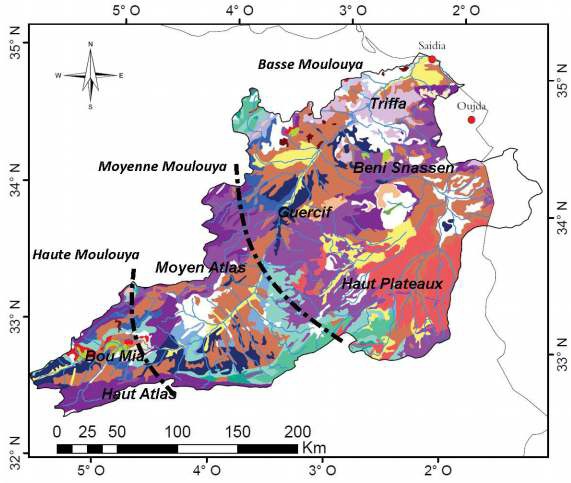 5°O 4°O 3°O 2°O
35°N
Saidia
Basse Moulouya
N
W E
S
35°N
Triffa
Oujda
Moyenne Moulouya
Beni Snassen
34°N
Guercif
34°N
Haute Moulouya
Moyen Atlas
Haut Plateaux
33°N
Bou Mia
33°N
Haut Atlas
0 25 50 100 150 200
Km
32°N
5°O 4°O 3°O 2°O